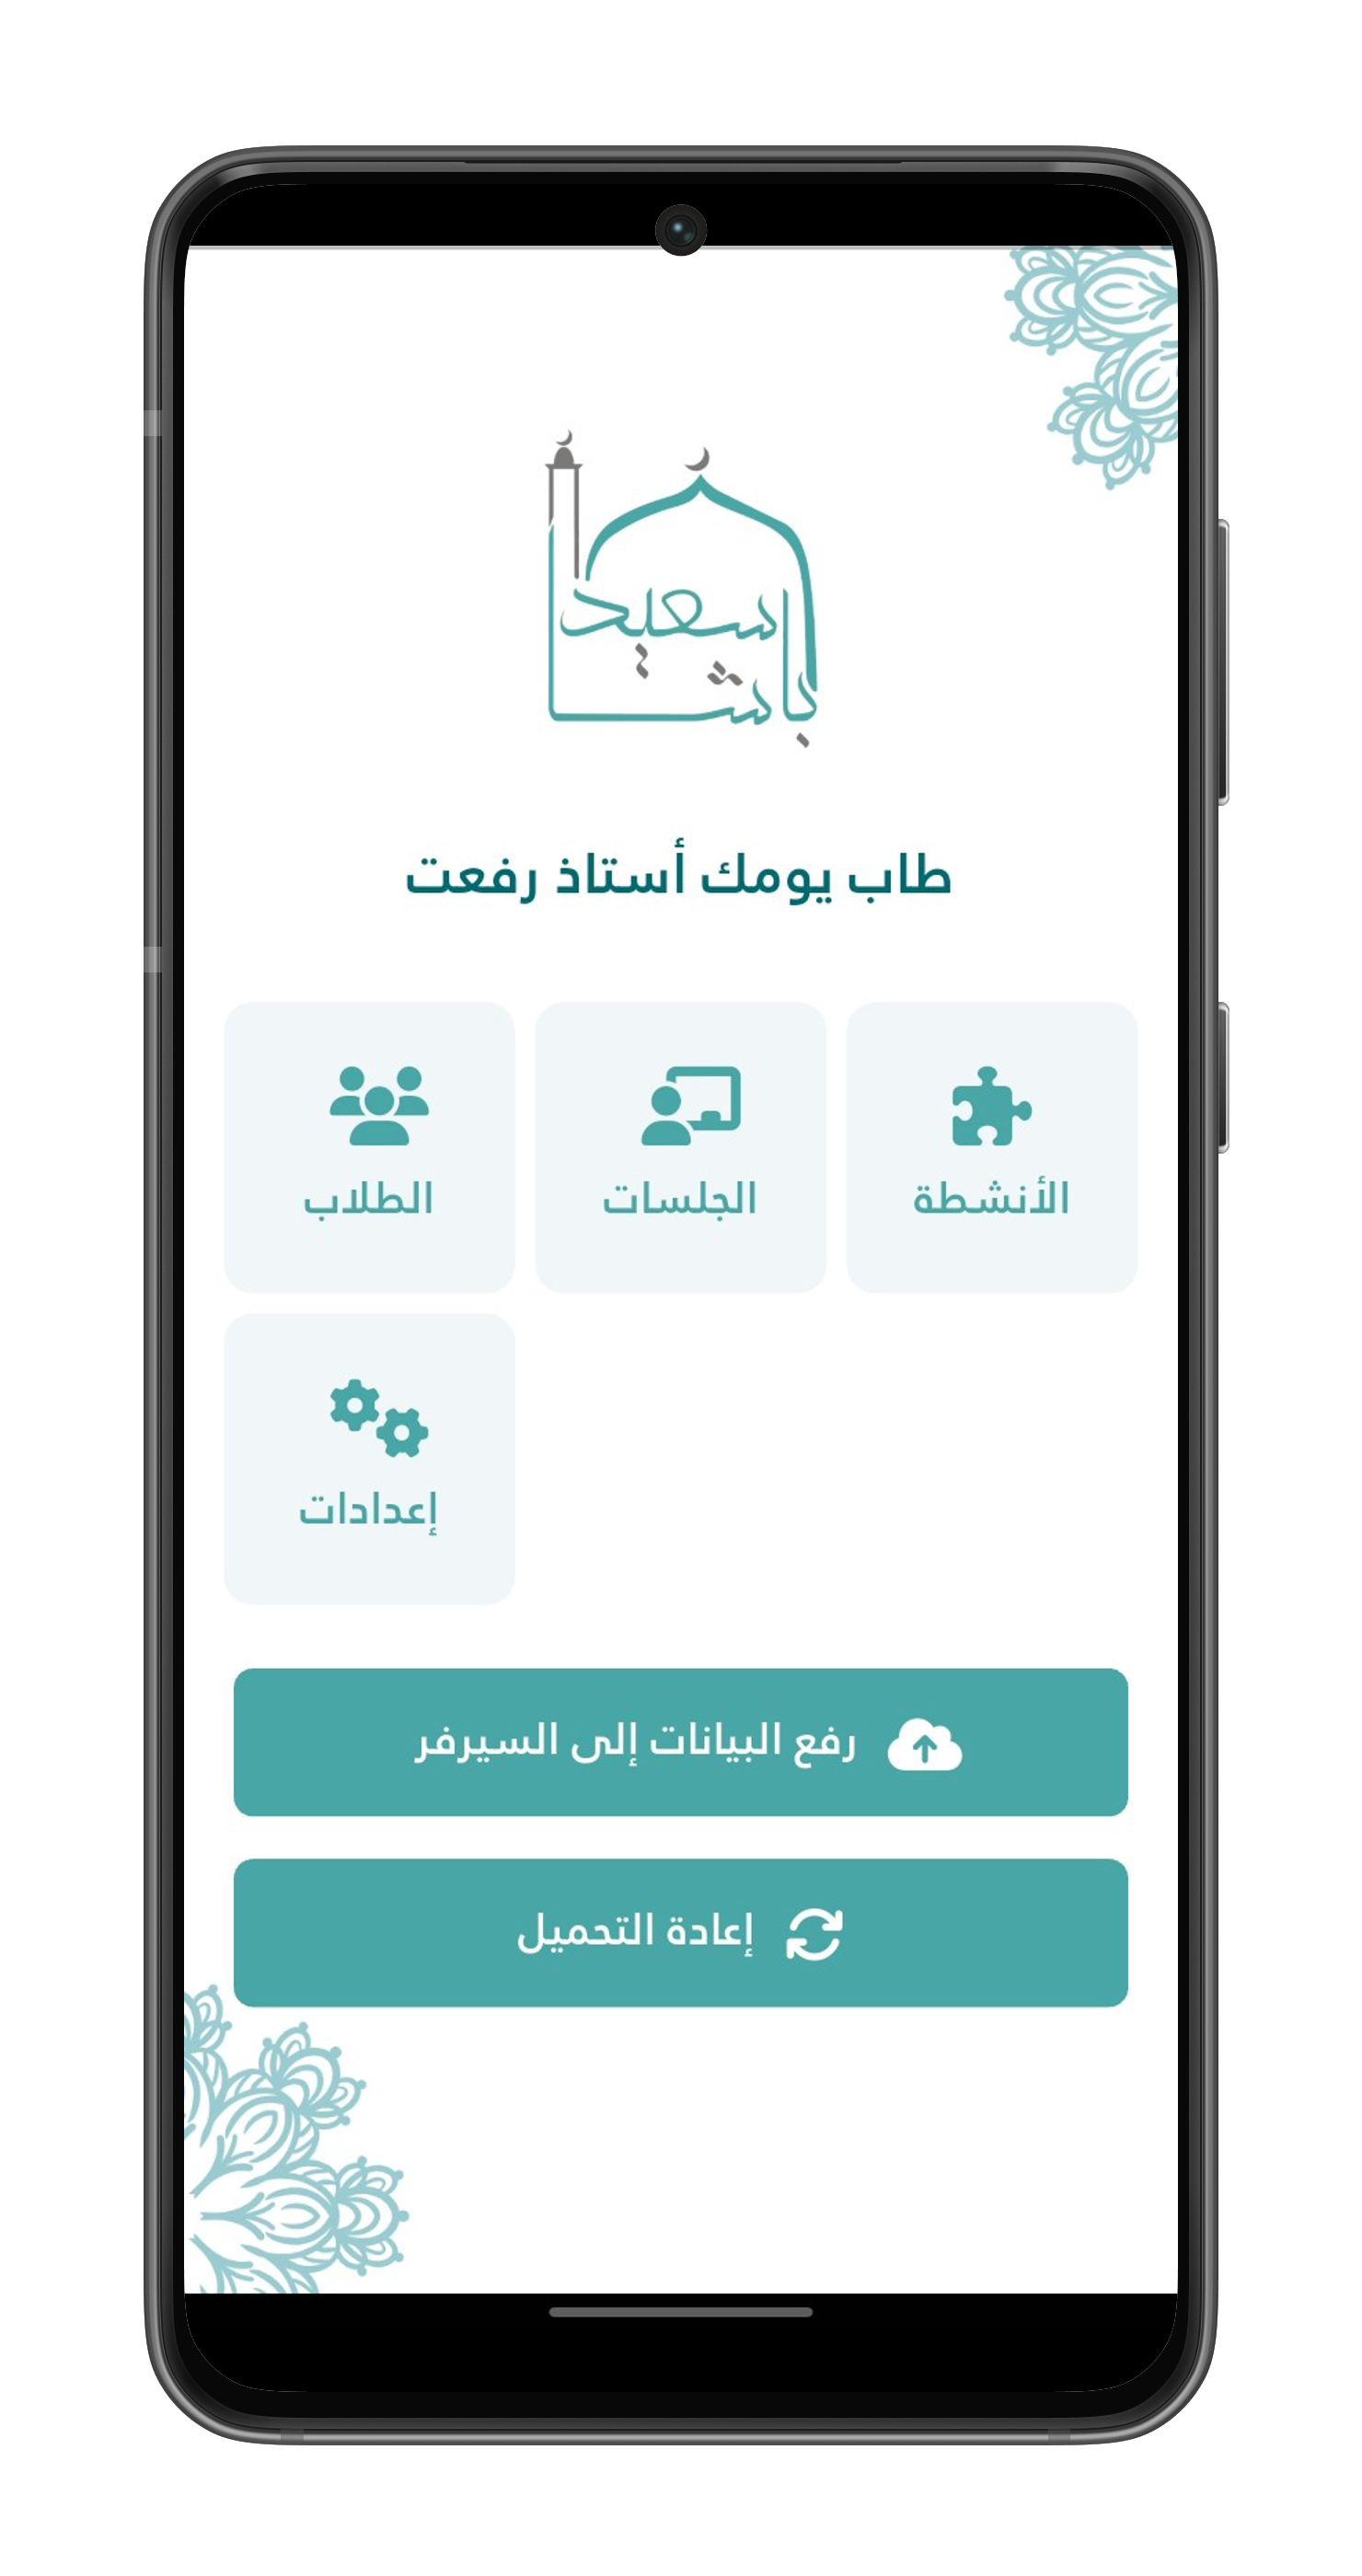 سعيد
باشا
طاب يومك أستاذ رفعت
الأنشطة
الجلسات
الطلاب
إعدادات
رفع البيانات إلى السيرفر
إعادة التحميل